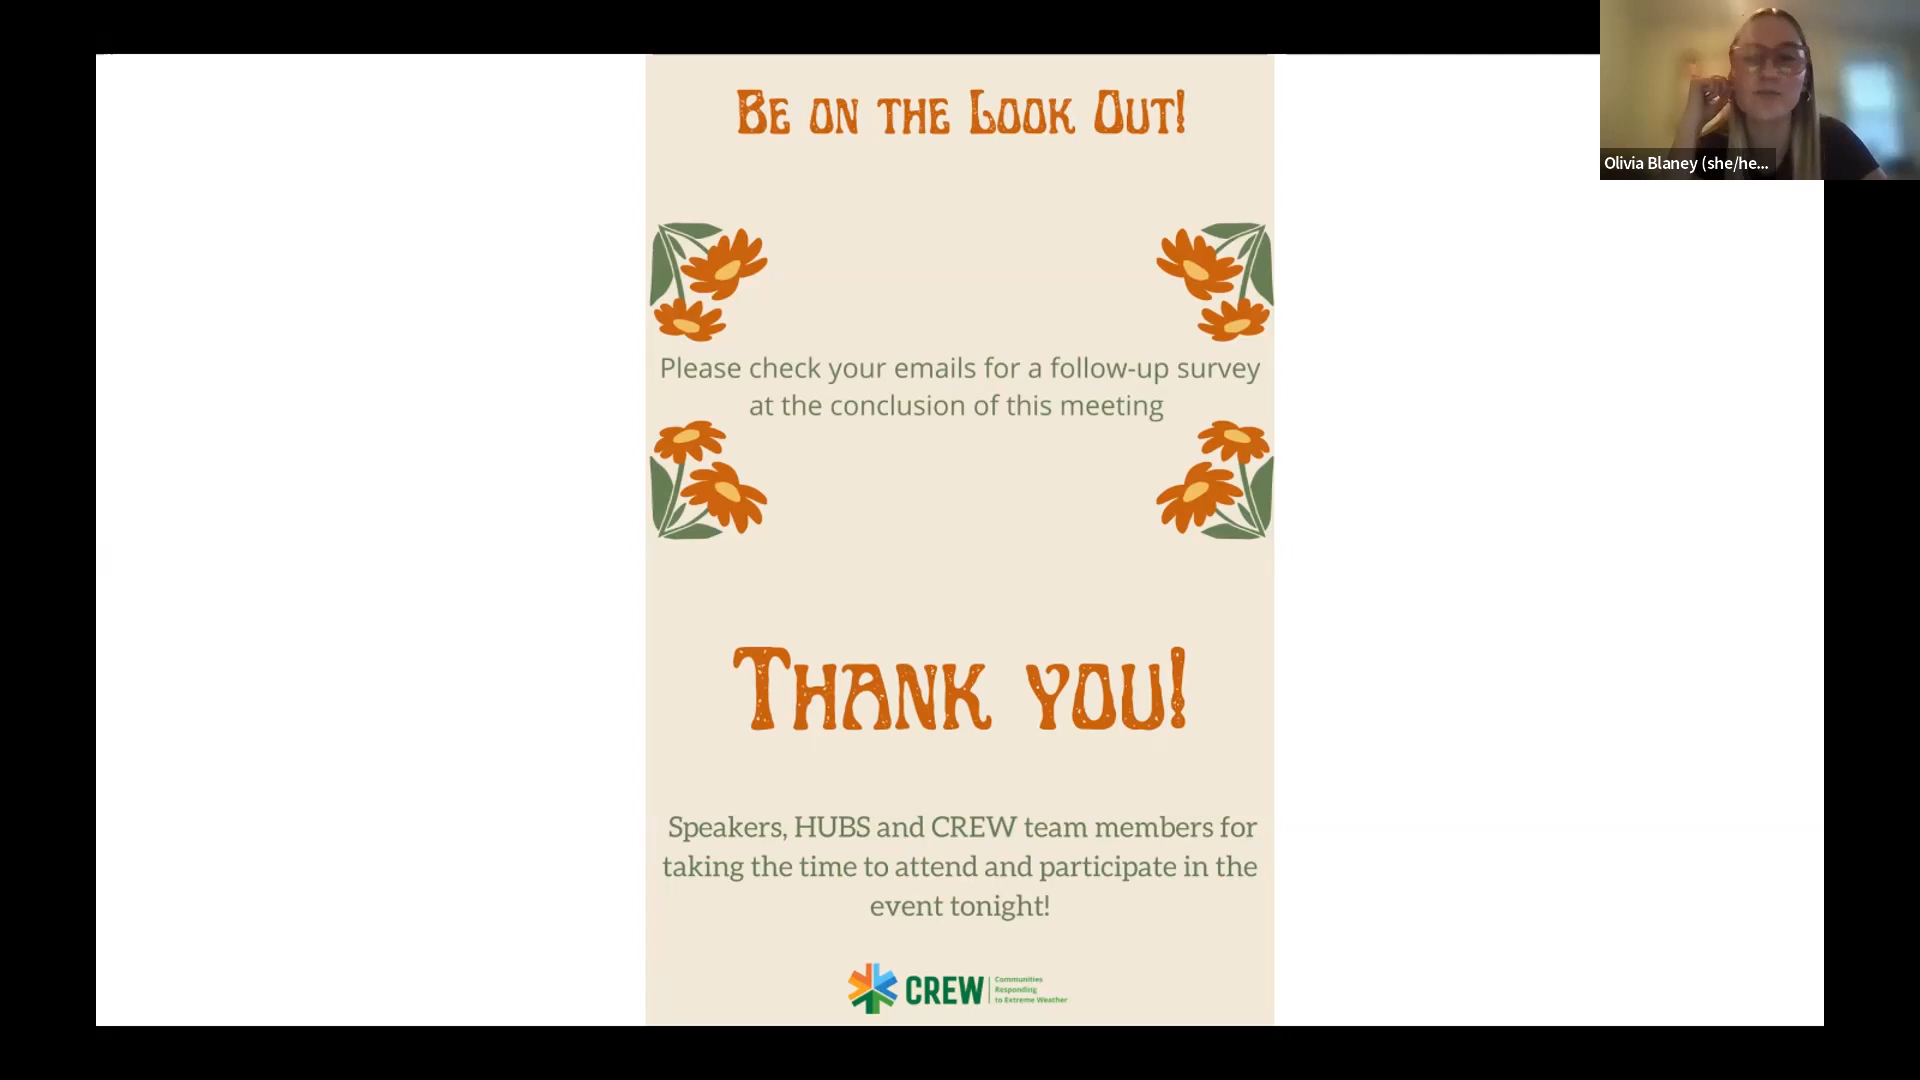 Be on the Look Out!
Please check your emails for a follow-up survey
at the conclusion of this meeting
Thank you!
Speakers, HUBS and CREW team members for
taking the time to attend and participate in the
event tonight!
CREW
Communities
Responding
to Extreme Weather
Olivia Blaney (she/he...